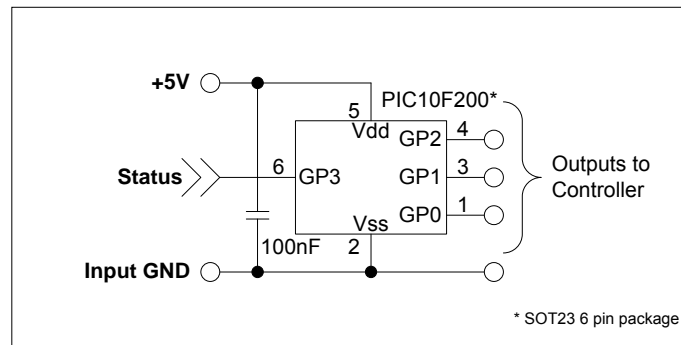 +5V
PIC10F200*
5
Vdd
GP2
4
Status
6
GP3
GP1
3
Outputs to
Controller
GP0
1
Vss
100nF
2
Input GND
* SOT23 6 pin package